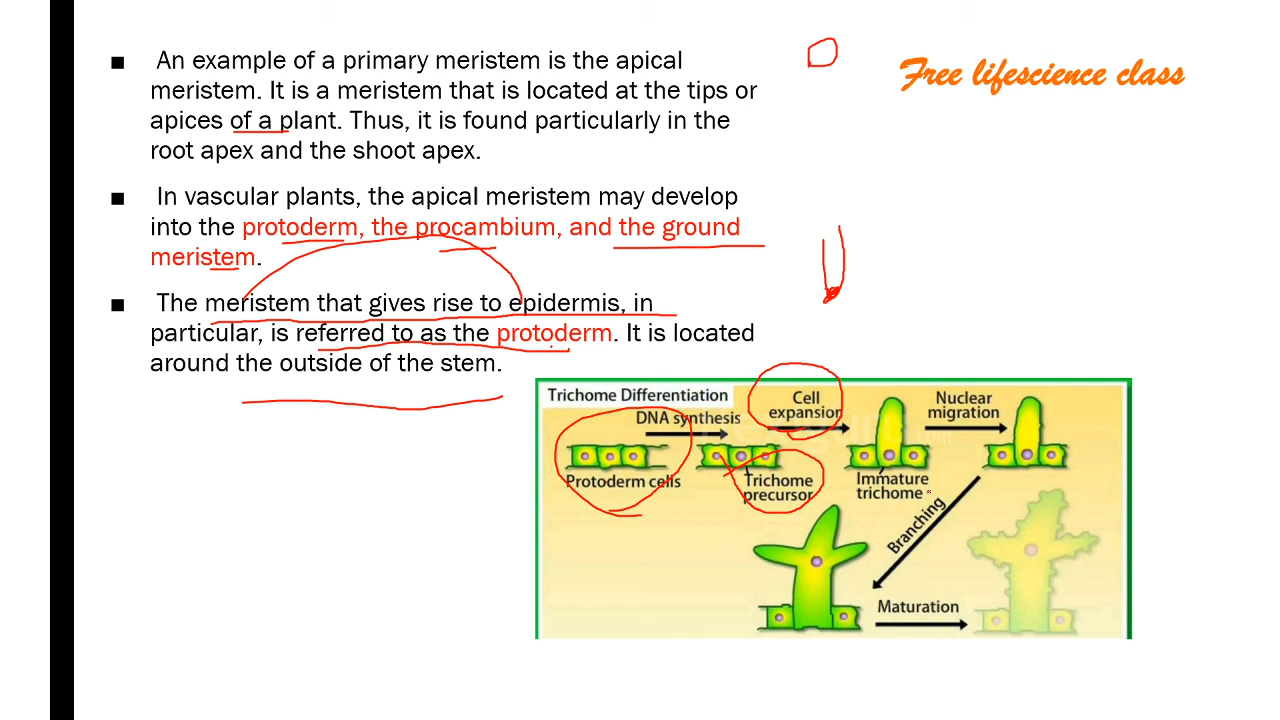 ■ An example of a primary meristem is the apical
meristem. It is a meristem that is located at the tips or
apices of a plant. Thus, it is found particularly in the
root apex and the shoot apex.
Free lifescience class
■ In vascular plants, the apical meristem may develop
into the protoderm, the procambium, and the ground
meristem.
■ The meristem that gives rise to epidermis, in
particular, is referred to as the protoderm. It is located
around the outside of the stem.
Trichome Differentiation
DNA synthesis
Cell
expansion
Nuclear
migration
Protoderm cells
Trichome
precursor
Immature
trichome
Branching
Maturation